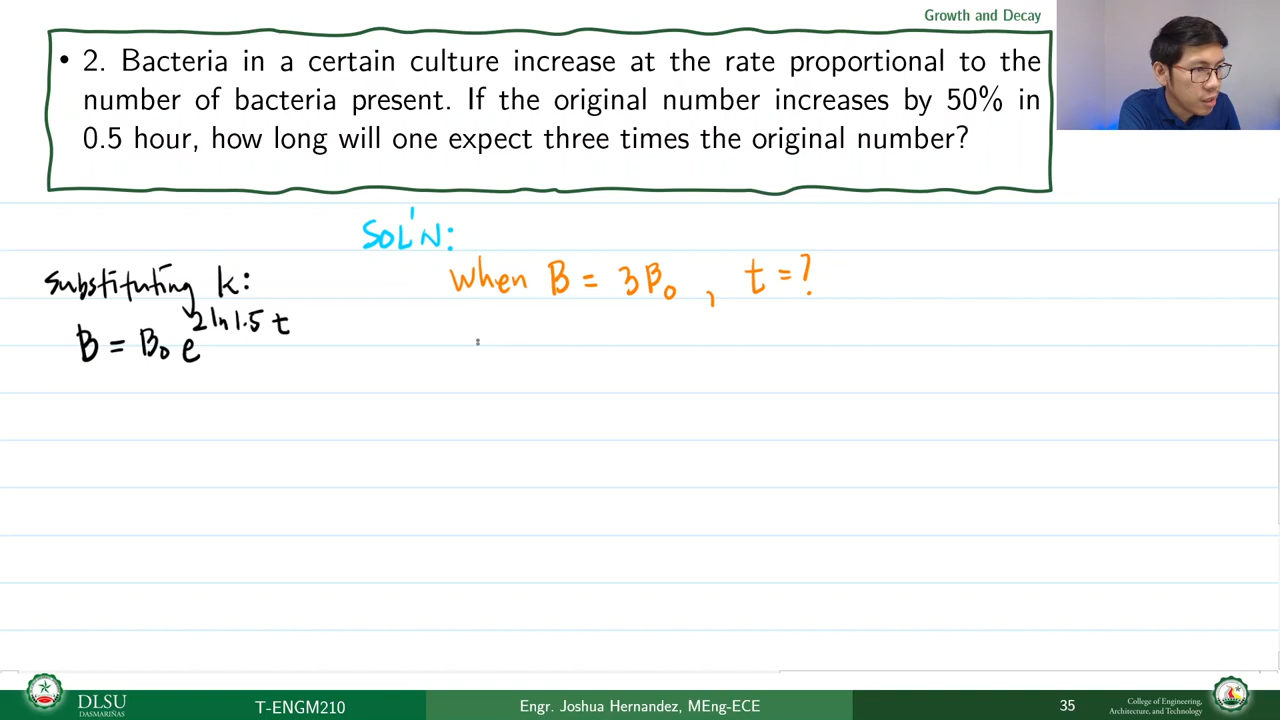 Growth and Decay
• 2. Bacteria in a certain culture increase at the rate proportional to the
number of bacteria present. If the original number increases by 50% in
0.5 hour, how long will one expect three times the original number?
SOL'N:
Substituting k:
B = B₀ e^{2 ln 1.5 t}
When B = 3B₀ , t = ?
DLSU
DASMARIÑAS
T-ENGM210
Engr. Joshua Hernandez, MEng-ECE
35
College of Engineering,
Architecture, and Technology